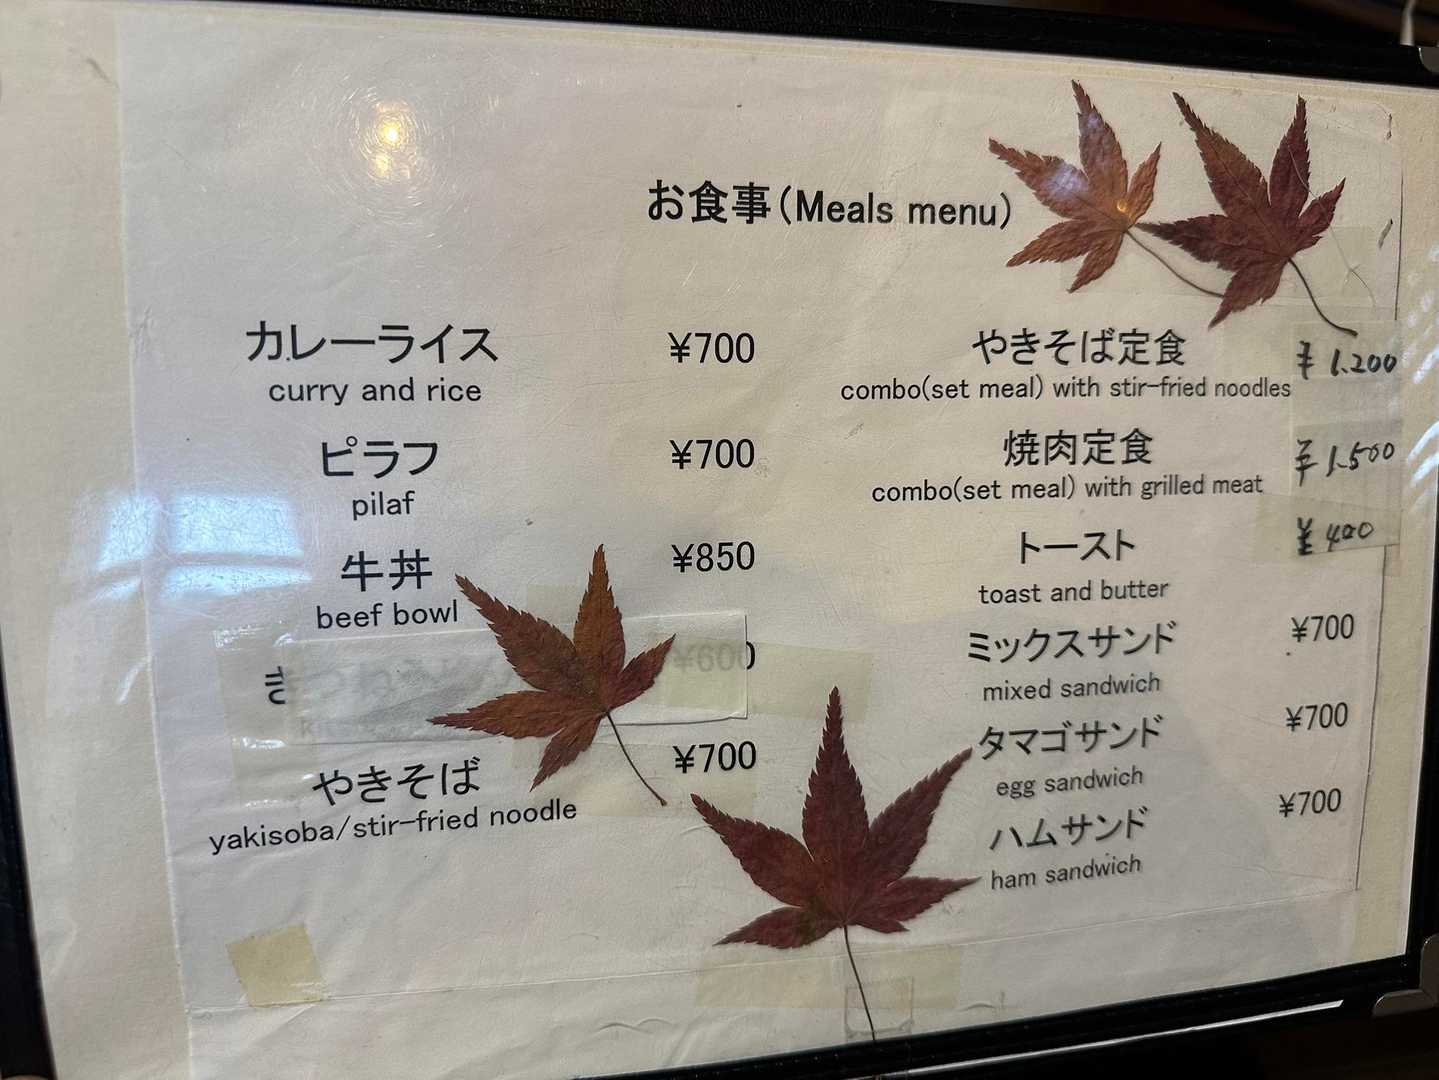 お食事(Meals menu)
カレーライス ¥700
curry and rice
ピラフ ¥700
pilaf
牛丼 ¥850
beef bowl
¥600
やきそば ¥700
yakisoba/stir-fried noodle
やきそば定食 ¥1.200
combo(set meal) with stir-fried noodles
焼肉定食 ¥1.500
combo(set meal) with grilled meat
トースト ¥400
toast and butter
ミックスサンド ¥700
mixed sandwich
タマゴサンド ¥700
egg sandwich
ハムサンド ¥700
ham sandwich